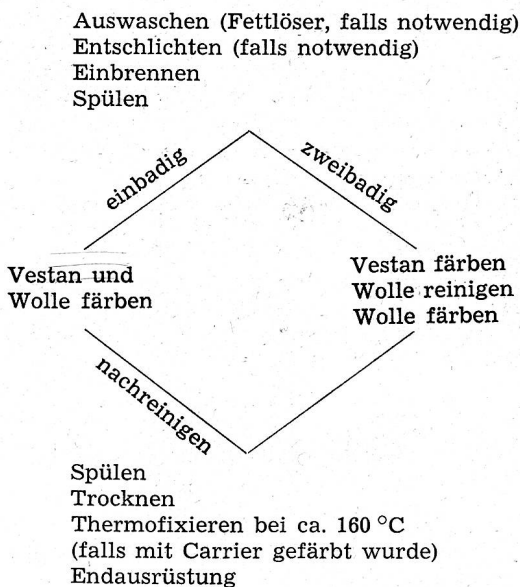 Auswaschen (Fettlöser, falls notwendig)
Entschlichten (falls notwendig)
Einbrennen
Spülen
einbadig
zweibadig
Vestan und
Wolle färben
Vestan färben
Wolle reinigen
Wolle färben
nachreinigen
Spülen
Trocknen
Thermofixieren bei ca. 160 °C
(falls mit Carrier gefärbt wurde)
Endausrüstung